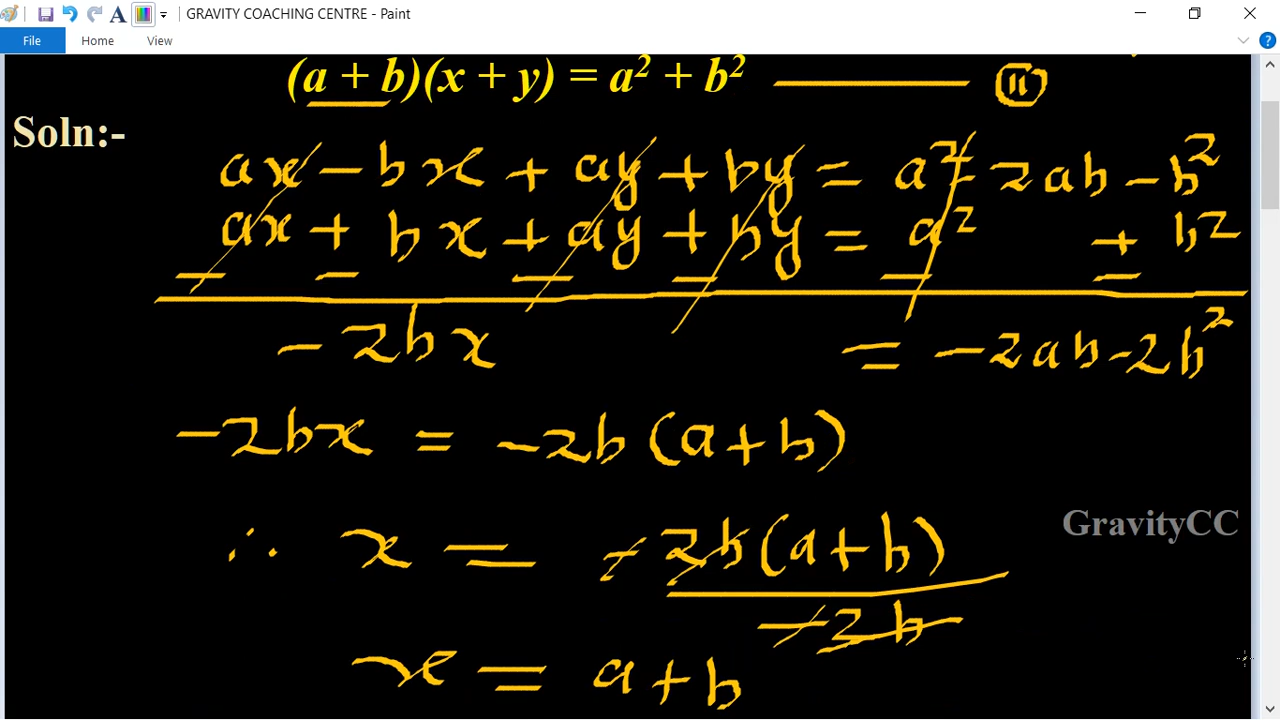 GRAVITY COACHING CENTRE - Paint
File Home View
(a + b)(x + y) = a² + b² ——— (ii)
Soln:-
ax - bx + ay + by = a² - 2ab - b²
ax + bx + ay + by = a² + b²
- - - - - -
- 2bx = - 2ab - 2b²
- 2bx = - 2b (a + b)
∴ x = - 2b (a + b)
- 2b
x = a + b
GravityCC